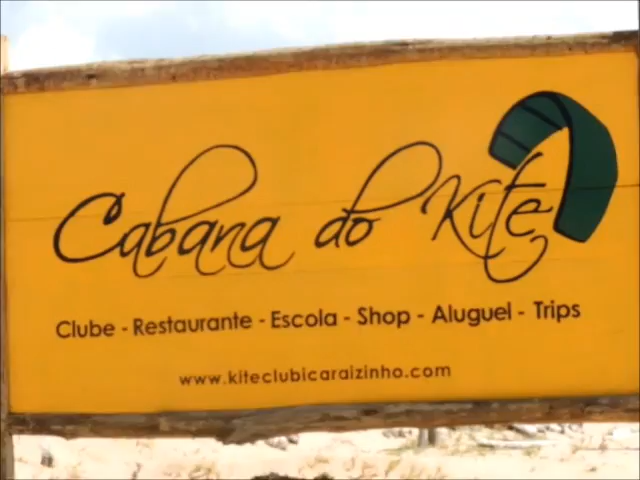 Cabana do Kite
Clube - Restaurante - Escola - Shop - Aluguel - Trips
www.kiteclubicaraizinho.com